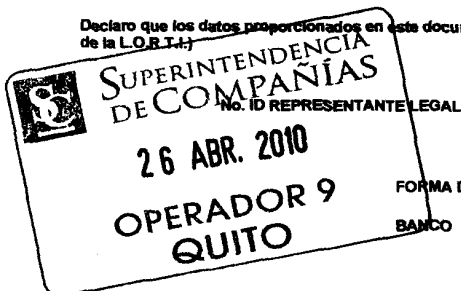 Declaro que los datos proporcionados en este docu
de la L.O.R.T.I.)
SUPERINTENDENCIA
DE COMPAÑÍAS
No. ID REPRESENTANTE LEGAL
26 ABR. 2010
OPERADOR 9
QUITO
FORMA D
BANCO